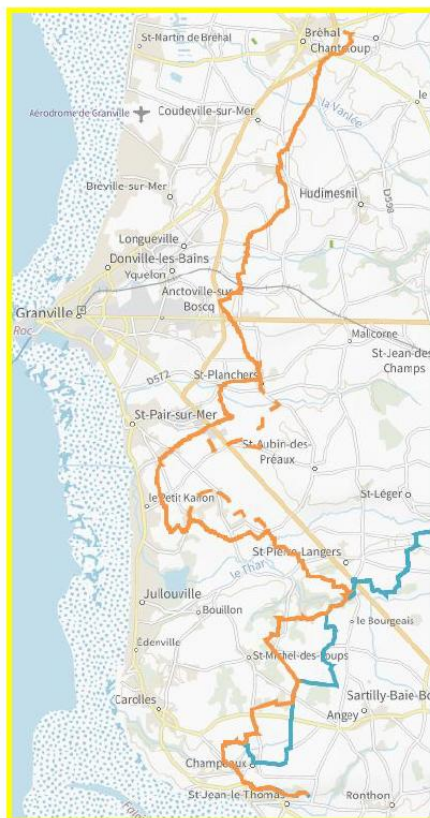 Bréhal
St-Martin de Bréhal
Chanteloup
le
la Vanlée
Aérodrome de Granville
Coudeville-sur-Mer
D598
Bréville-sur-Mer
Hudimesnil
Longueville
Donville-les-Bains
Yquelon
Anctoville-sur-
Boscq
Granville
Roc
Malicorne
D572
St-Jean-des
Champs
St-Planchers
St-Pair-sur-Mer
St-Aubin-des-
Préaux
St-Léger
le Petit Kairon
St-Pierre-Langers
le Thar
Jullouville
Bouillon
le Bourgeais
Edenville
St-Michel-des-Loups
Carolles
Sartilly-Baie-Bo
Angey
Champeaux
St-Jean-le-Thomas
Ronthon